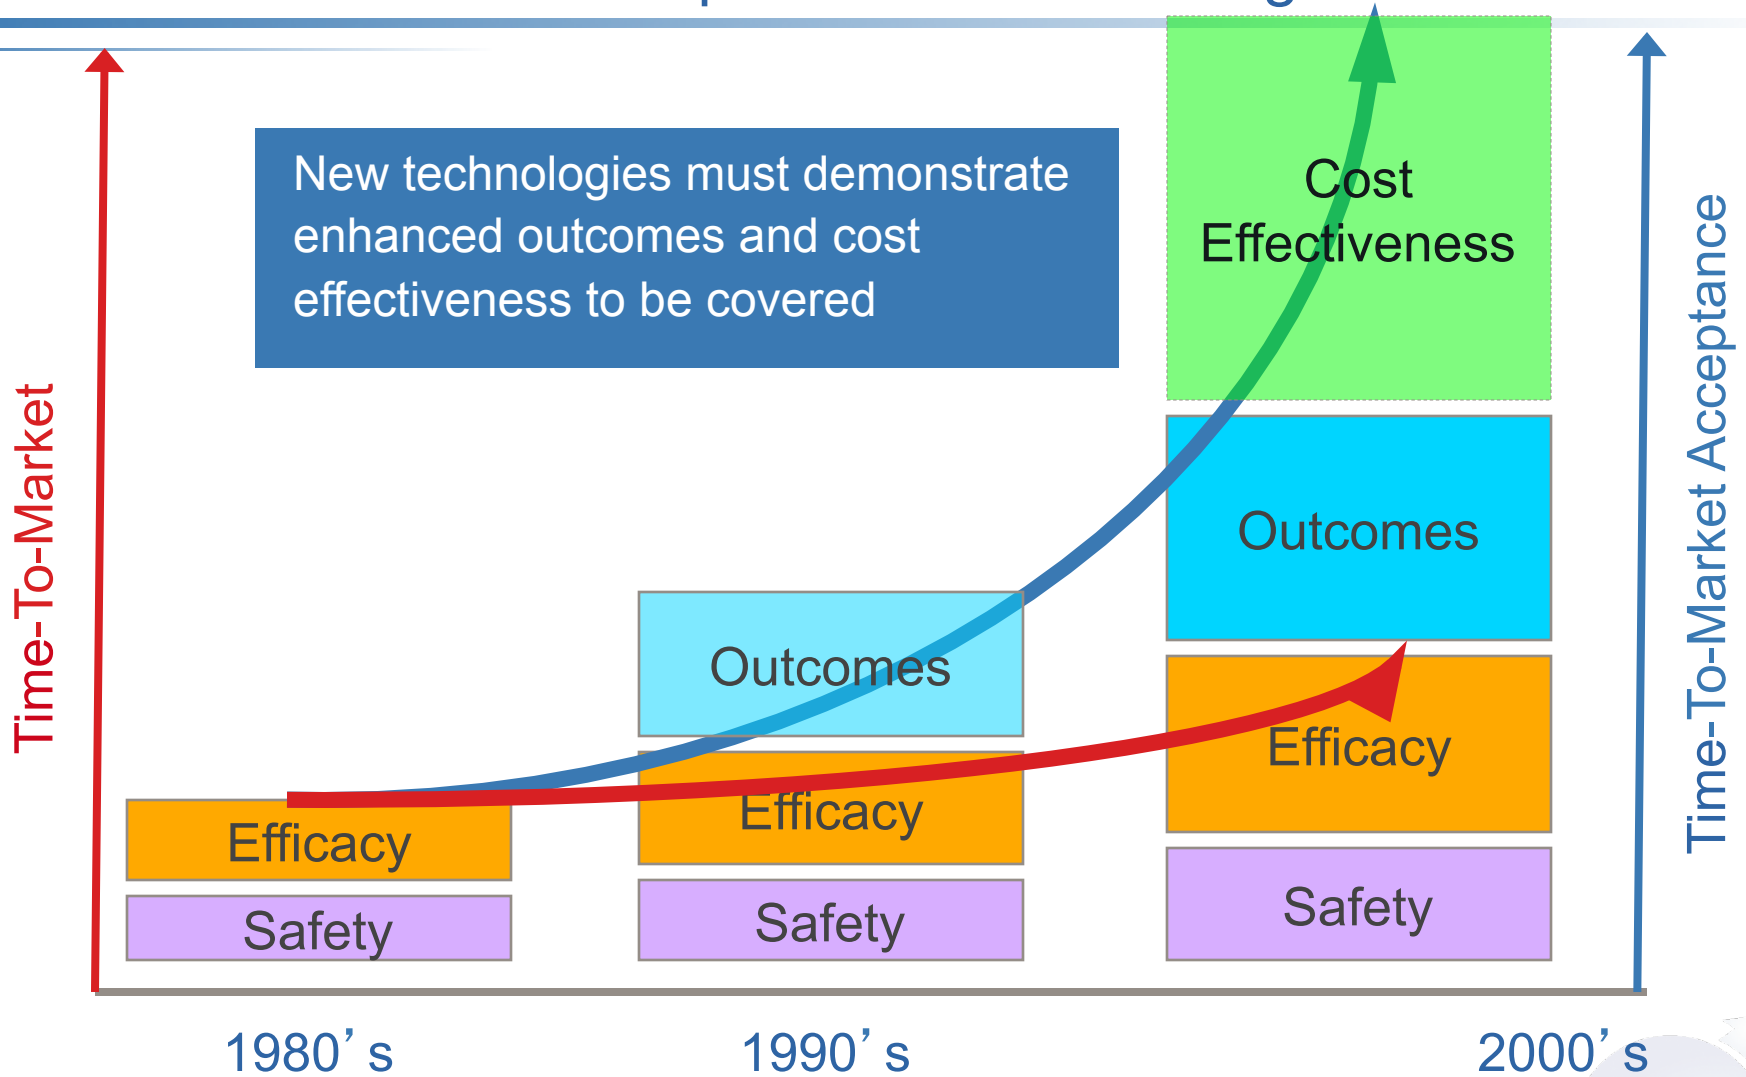 New technologies must demonstrate
enhanced outcomes and cost
effectiveness to be covered
Cost
Effectiveness
Outcomes
Outcomes
Efficacy
Efficacy
Efficacy
Safety
Safety
Safety
Time-To-Market
Time-To-Market Acceptance
1980’s
1990’s
2000’s